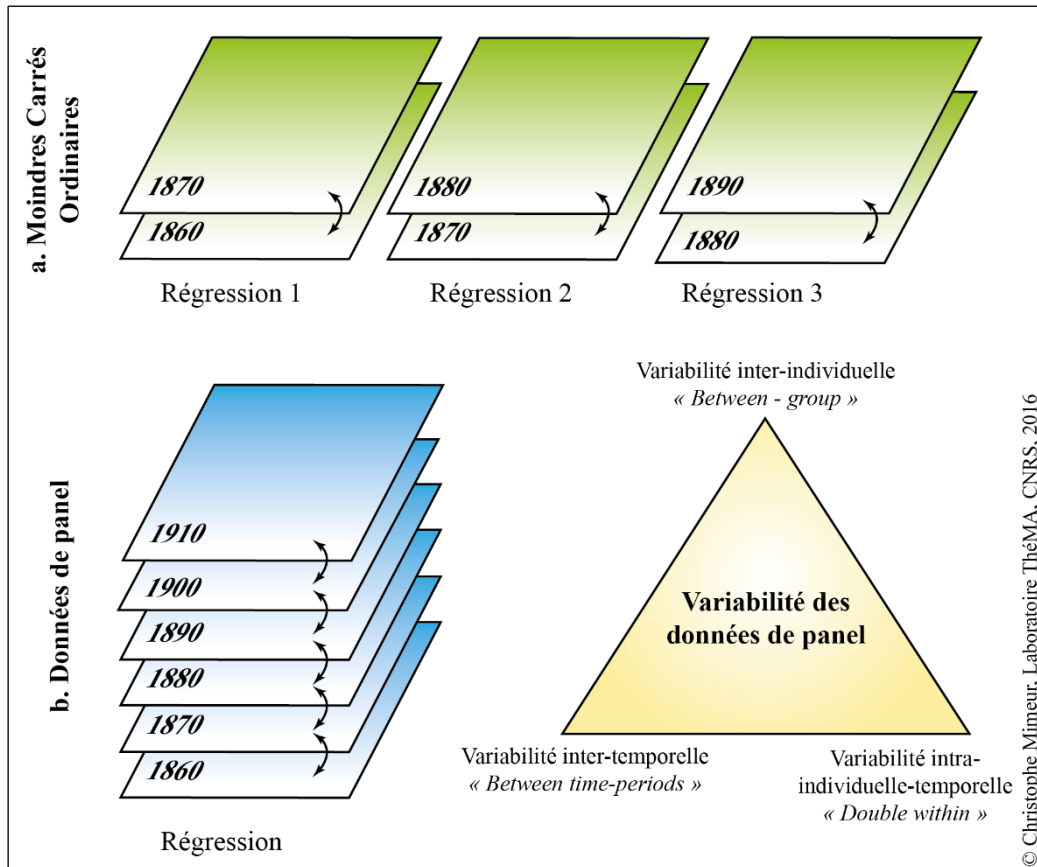 a. Moindres Carrés
Ordinaires
1870
1860
Régression 1
1880
1870
Régression 2
1890
1880
Régression 3
b. Données de panel
1910
1900
1890
1880
1870
1860
Régression
Variabilité inter-individuelle
« Between - group »
Variabilité des
données de panel
Variabilité inter-temporelle
« Between time-periods »
Variabilité intra-
individuelle-temporelle
« Double within »
© Christophe Mimeur, Laboratoire ThéMA, CNRS, 2016